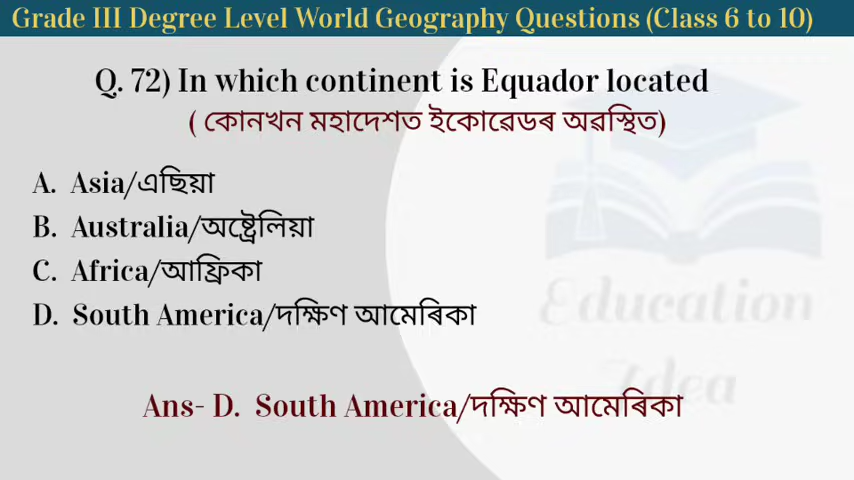 Grade III Degree Level World Geography Questions (Class 6 to 10)
Q. 72) In which continent is Equador located
( কোনখন মহাদেশত ইকোৱেডৰ অৱস্থিত)
A. Asia/এছিয়া
B. Australia/অষ্ট্ৰেলিয়া
C. Africa/আফ্ৰিকা
D. South America/দক্ষিণ আমেৰিকা
Education
Idea
Ans- D. South America/দক্ষিণ আমেৰিকা